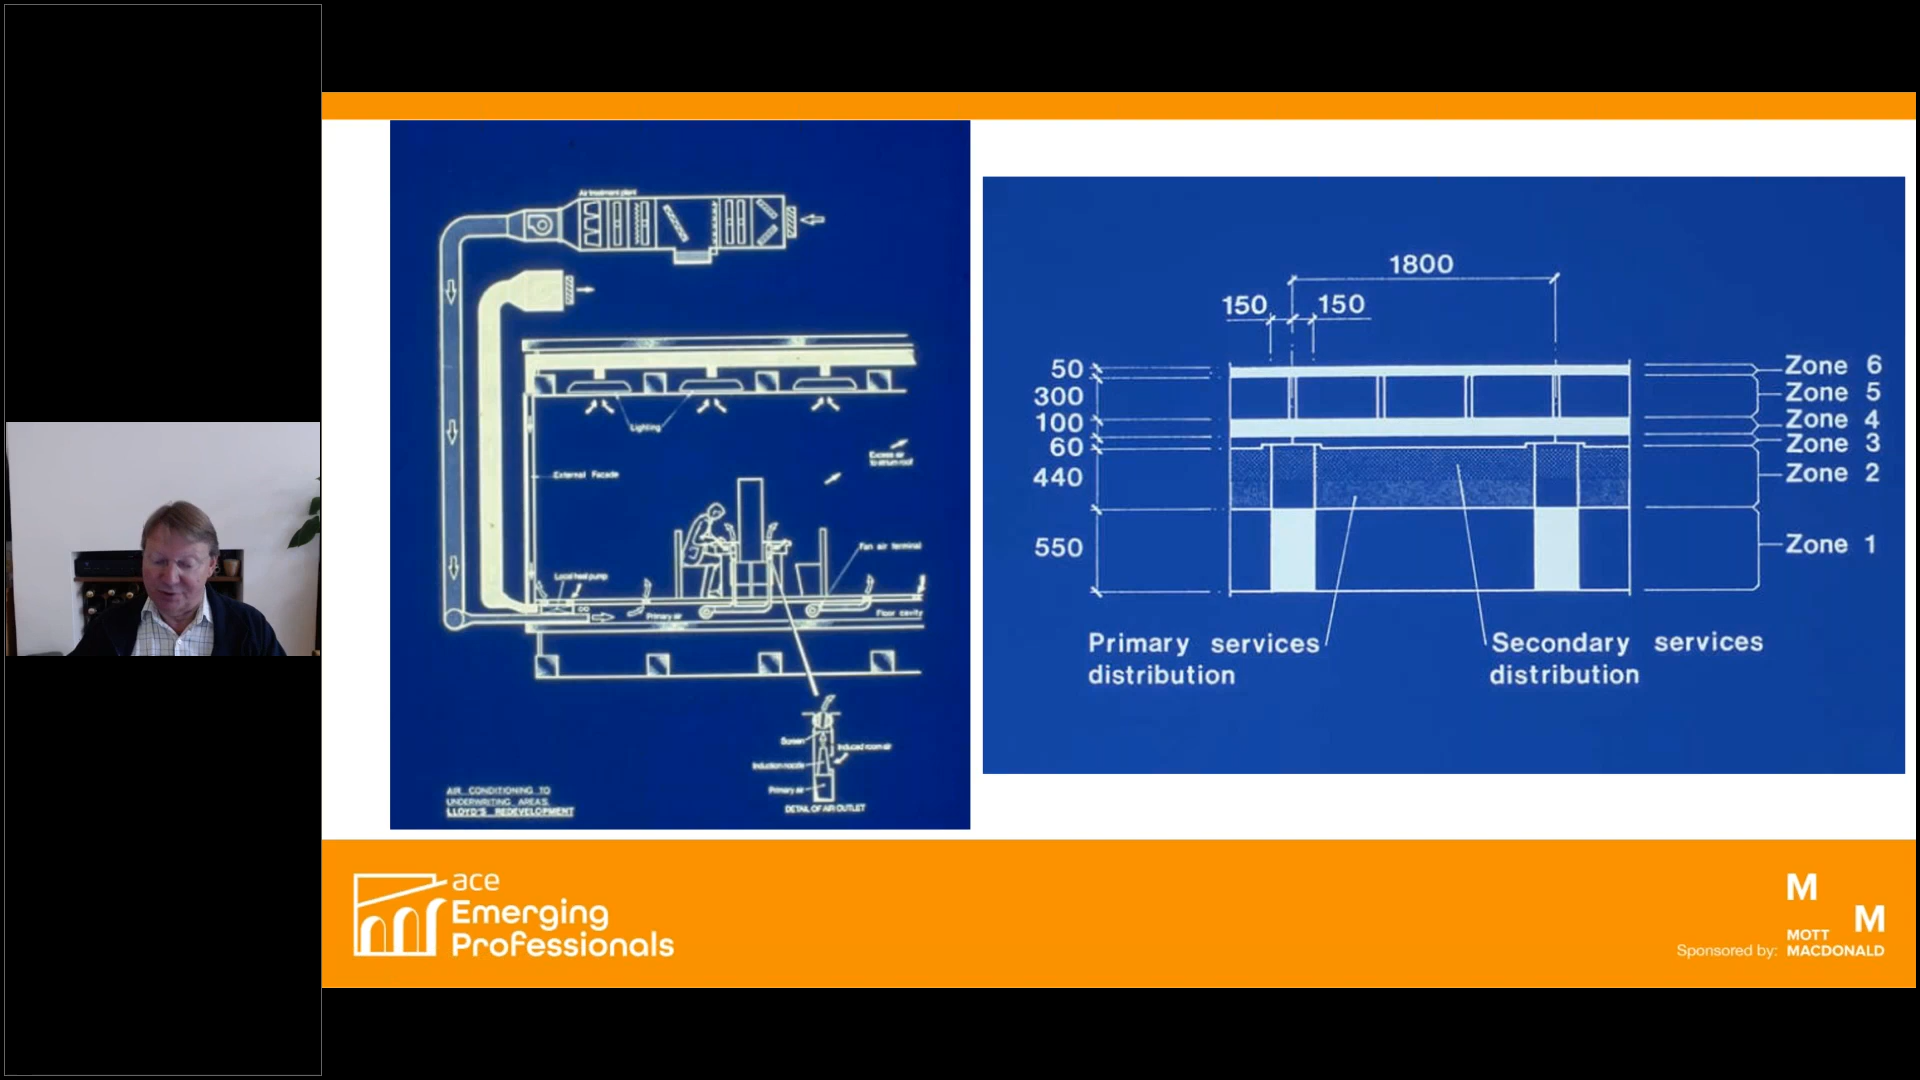 Air treatment plant
Lighting
External Facade
Excess air
to atrium roof
Fan air terminal
Local heat pump
Primary air
Floor cavity
Screen
Induced room air
Induction nozzle
Primary air
DETAIL OF AIR OUTLET
AIR CONDITIONING TO
UNDERWRITING AREAS.
LLOYD'S REDEVELOPMENT
1800
150 150
50
300
100
60
440
550
Zone 6
Zone 5
Zone 4
Zone 3
Zone 2
Zone 1
Primary services
distribution
Secondary services
distribution
ace
Emerging
Professionals
M
M
Sponsored by: MOTT
MACDONALD